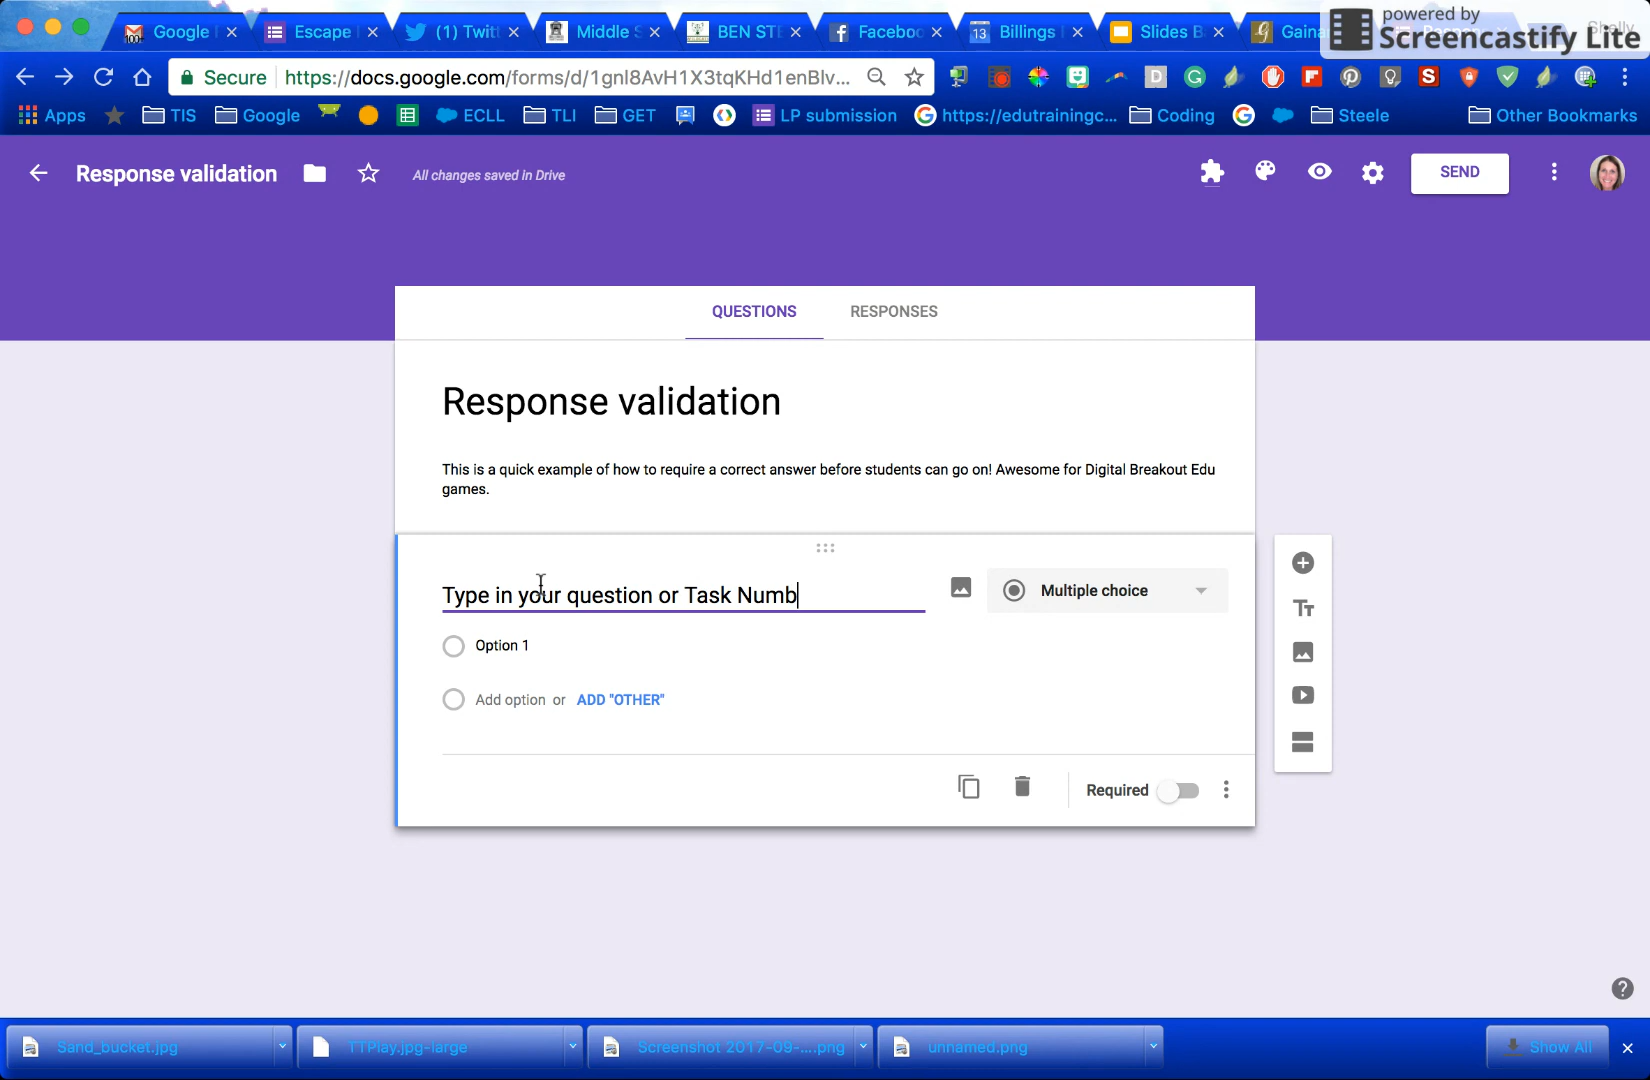 powered by
Screencastify Lite
Google
Escape
(1) Twitt
Middle S
BEN STE
Faceboo
13
Billings
Slides B
Gaina
Secure
https://docs.google.com/forms/d/1gnl8AvH1X3tqKHd1enBlv...
Apps
TIS
Google
ECLL
TLI
GET
LP submission
https://edutrainingc...
Coding
Steele
Other Bookmarks
Response validation
All changes saved in Drive
SEND
QUESTIONS
RESPONSES
Response validation
This is a quick example of how to require a correct answer before students can go on! Awesome for Digital Breakout Edu
games.
Type in your question or Task Numb
Multiple choice
Option 1
Add option or ADD "OTHER"
Required
Sand_bucket.jpg
TTPlay.jpg-large
Screenshot 2017-09-....png
unnamed.png
Show All